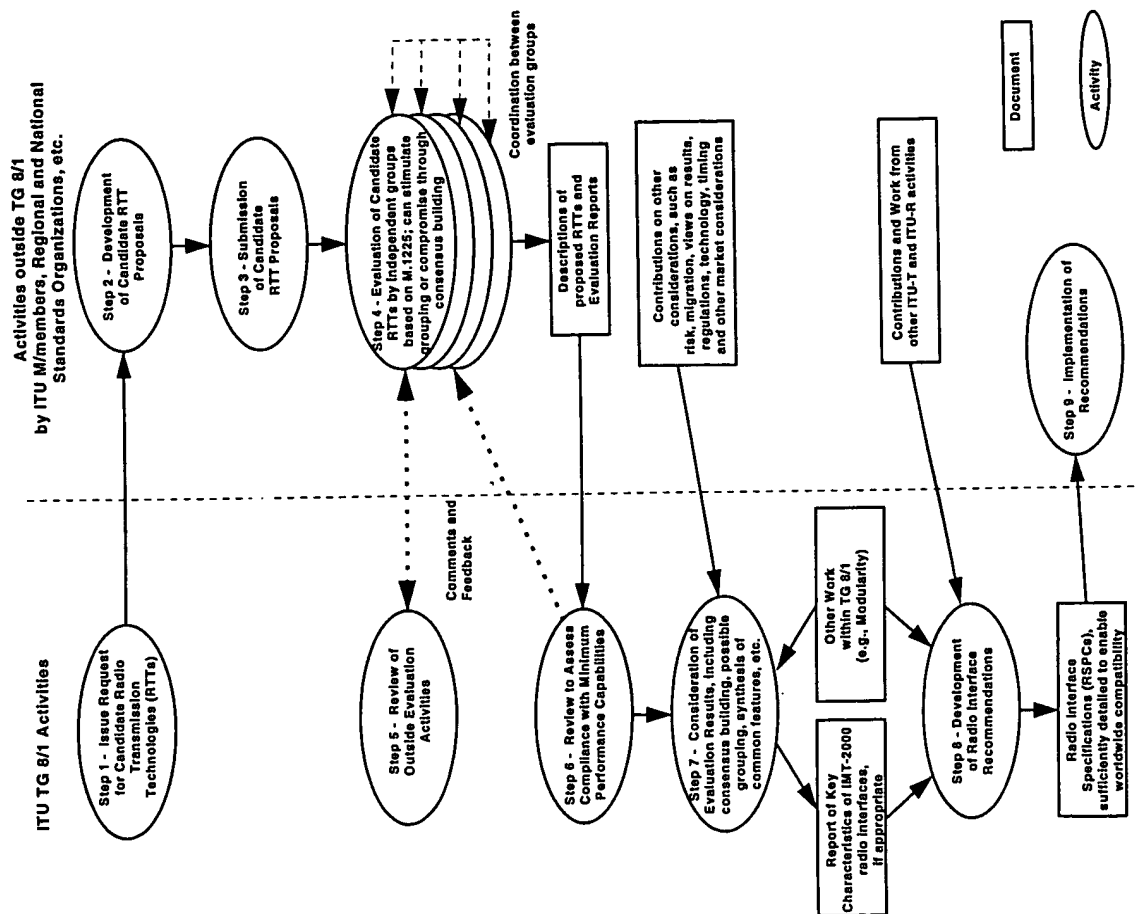 ITU TG 8/1 Activities
Activities outside TG 8/1
by ITU M/members, Regional and National
Standards Organizations, etc.
Step 1 - Issue Request
for Candidate Radio
Transmission
Technologies (RTTs)
Step 2 - Development
of Candidate RTT
Proposals
Step 3 - Submission
of Candidate
RTT Proposals
Step 4 - Evaluation of Candidate
RTTs by Independent groups
based on M.1125; can stimulate
grouping or compromise through
consensus building
Coordination between
evaluation groups
Step 5 - Review of
Outside Evaluation
Activities
Comments and
Feedback
Descriptions of
proposed RTTs and
Evaluation Reports
Step 6 - Review to Assess
Compliance with Minimum
Performance Capabilities
Contributions on other
considerations, such as
risk, migration, views on results,
regulations, technology, timing
and other market considerations
Step 7 - Consideration of
Evaluation Results, including
consensus building, possible
grouping, synthesis of
common features, etc.
Report of Key
Characteristics of IMT-2000
radio interfaces,
if appropriate
Other Work
within TG 8/1
(e.g., Modularity)
Contributions and Work from
other ITU-T and ITU-R activities
Step 8 - Development
of Radio Interface
Recommendations
Radio Interface
Specifications (RSPCs),
sufficiently detailed to enable
worldwide compatibility
Step 9 - Implementation of
Recommendations
Document
Activity